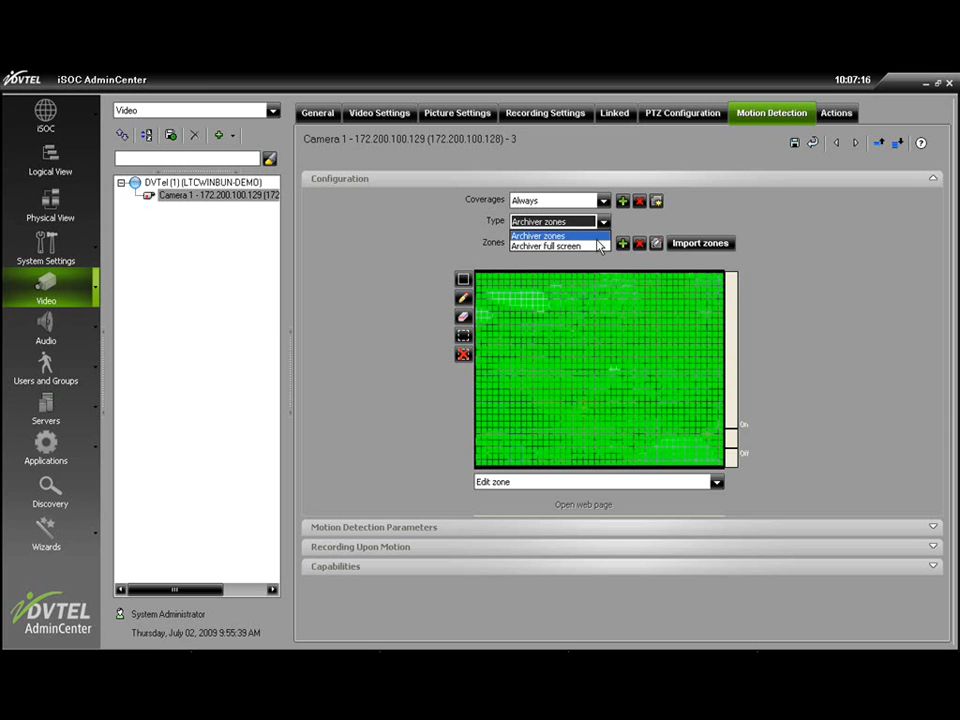 DVTEL iSOC AdminCenter 10:07:16
iSOC
Logical View
Physical View
System Settings
Video
Audio
Users and Groups
Servers
Applications
Discovery
Wizards
DVTEL
AdminCenter
Video
DVTel (1) (LTCWINBUN-DEMO)
Camera 1 - 172.200.100.129 (172
System Administrator
Thursday, July 02, 2009 9:55:39 AM
General Video Settings Picture Settings Recording Settings Linked PTZ Configuration Motion Detection Actions
Camera 1 - 172.200.100.129 (172.200.100.128) - 3
Configuration
Coverages Always
Type Archiver zones
Archiver zones
Archiver full screen
Zones Import zones
On
Off
Edit zone
Open web page
Motion Detection Parameters
Recording Upon Motion
Capabilities